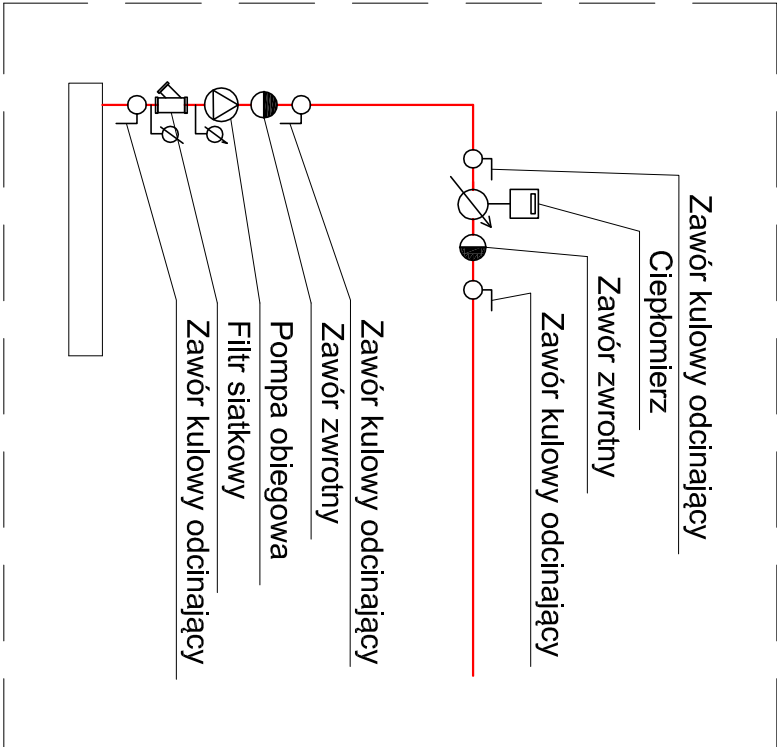 Zawór kulowy odcinający
Ciepłomierz
Zawór zwrotny
Zawór kulowy odcinający
Zawór kulowy odcinający
Zawór zwrotny
Pompa obiegowa
Filtr siatkowy
Zawór kulowy odcinający